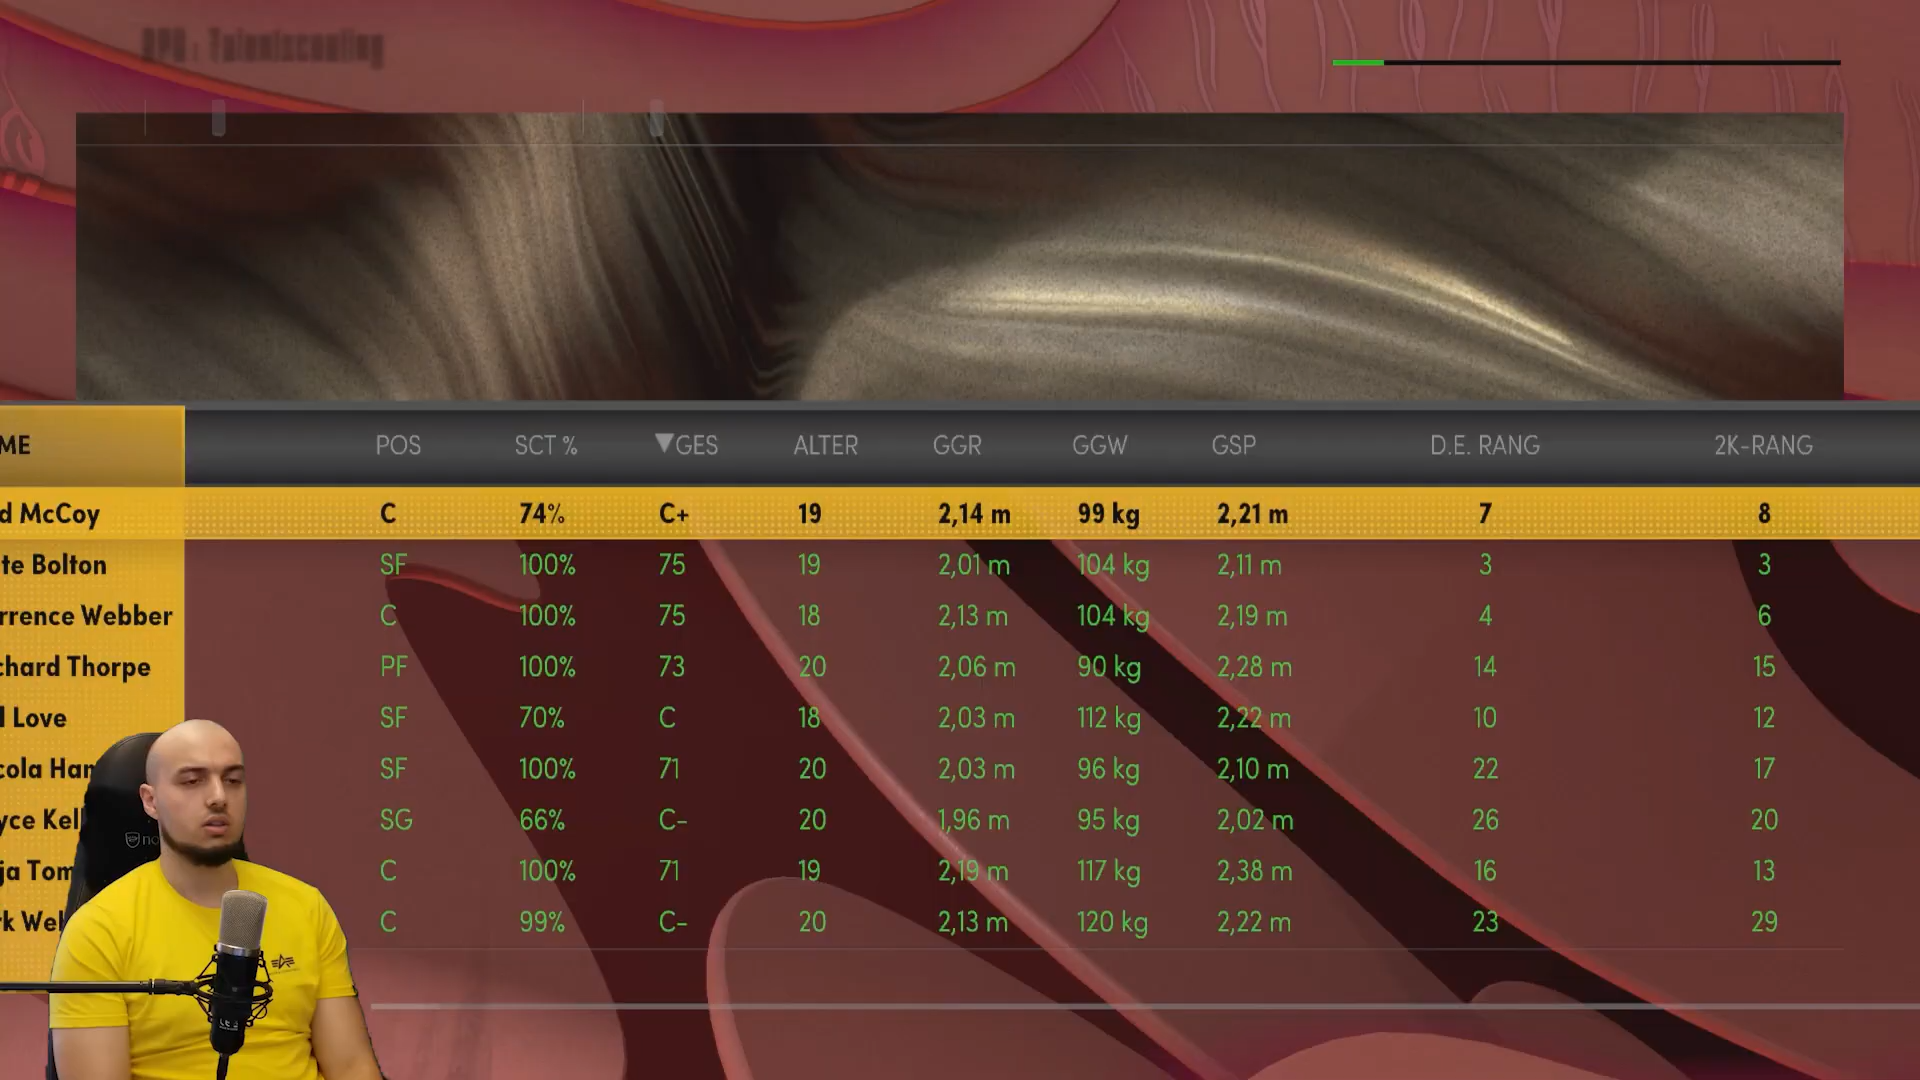 ME POS SCT % ▼GES ALTER GGR GGW GSP D.E. RANG 2K-RANG
d McCoy C 74% C+ 19 2,14 m 99 kg 2,21 m 7 8
te Bolton SF 100% 75 19 2,01 m 104 kg 2,11 m 3 3
rrence Webber C 100% 75 18 2,13 m 104 kg 2,19 m 4 6
chard Thorpe PF 100% 73 20 2,06 m 90 kg 2,28 m 14 15
l Love SF 70% C 18 2,03 m 112 kg 2,22 m 10 12
cola Han SF 100% 71 20 2,03 m 96 kg 2,10 m 22 17
yce Kell SG 66% C- 20 1,96 m 95 kg 2,02 m 26 20
ja Tom C 100% 71 19 2,19 m 117 kg 2,38 m 16 13
rk Wel C 99% C- 20 2,13 m 120 kg 2,22 m 23 29